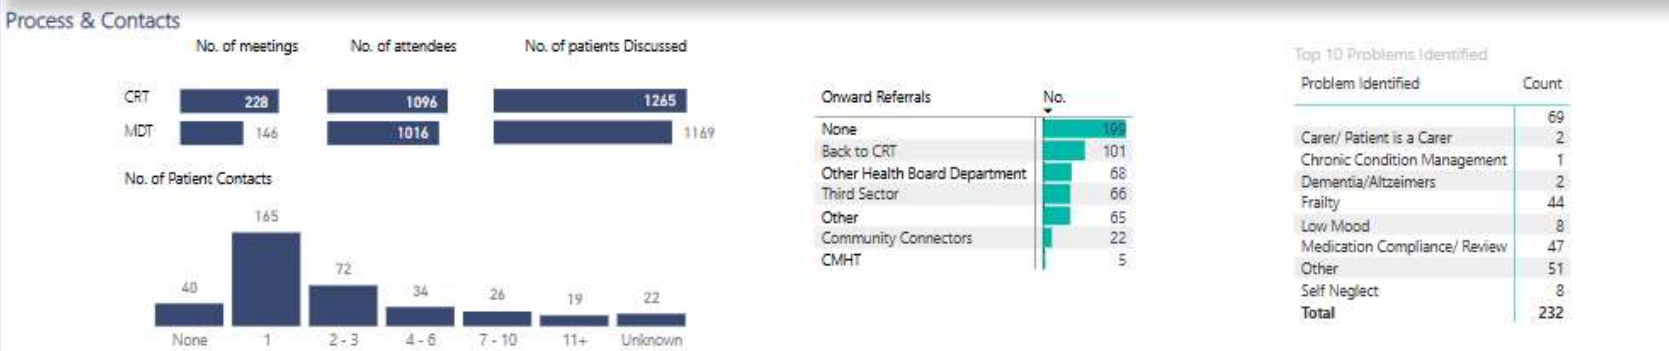 Process & Contacts
No. of meetings No. of attendees No. of patients Discussed
CRT 228 1096 1265
MDT 146 1016 1169
No. of Patient Contacts
40 165 72 34 26 19 22
None 1 2 - 3 4 - 6 7 - 10 11+ Unknown
Onward Referrals No.
None 199
Back to CRT 101
Other Health Board Department 68
Third Sector 66
Other 65
Community Connectors 22
CMHT 5
Top 10 Problems Identified
Problem Identified Count
69
Carer/ Patient is a Carer 2
Chronic Condition Management 1
Dementia/Altzeimers 2
Frailty 44
Low Mood 8
Medication Compliance/ Review 47
Other 51
Self Neglect 8
Total 232